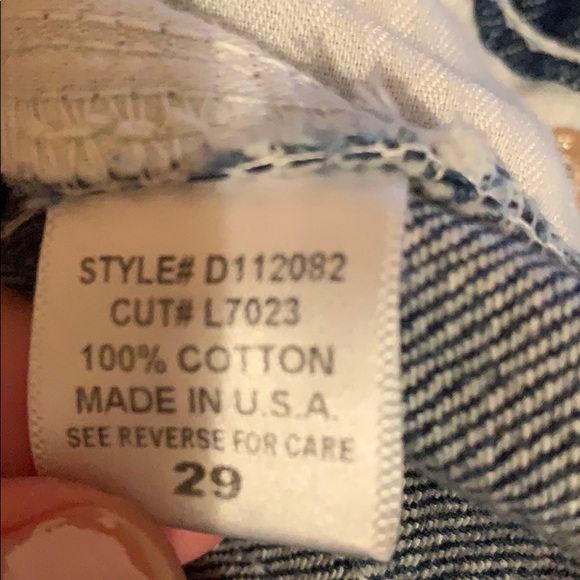 STYLE# D112082
CUT# L7023
100% COTTON
MADE IN U.S.A.
SEE REVERSE FOR CARE
29